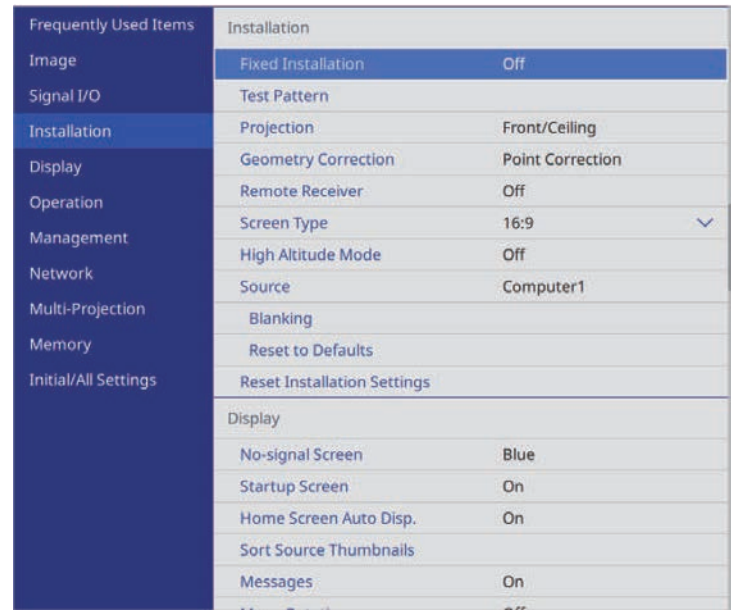 Frequently Used Items
Image
Signal I/O
Installation
Display
Operation
Management
Network
Multi-Projection
Memory
Initial/All Settings
Installation
Fixed Installation Off
Test Pattern
Projection Front/Ceiling
Geometry Correction Point Correction
Remote Receiver Off
Screen Type 16:9
High Altitude Mode Off
Source Computer1
Blanking
Reset to Defaults
Reset Installation Settings
Display
No-signal Screen Blue
Startup Screen On
Home Screen Auto Disp. On
Sort Source Thumbnails
Messages On